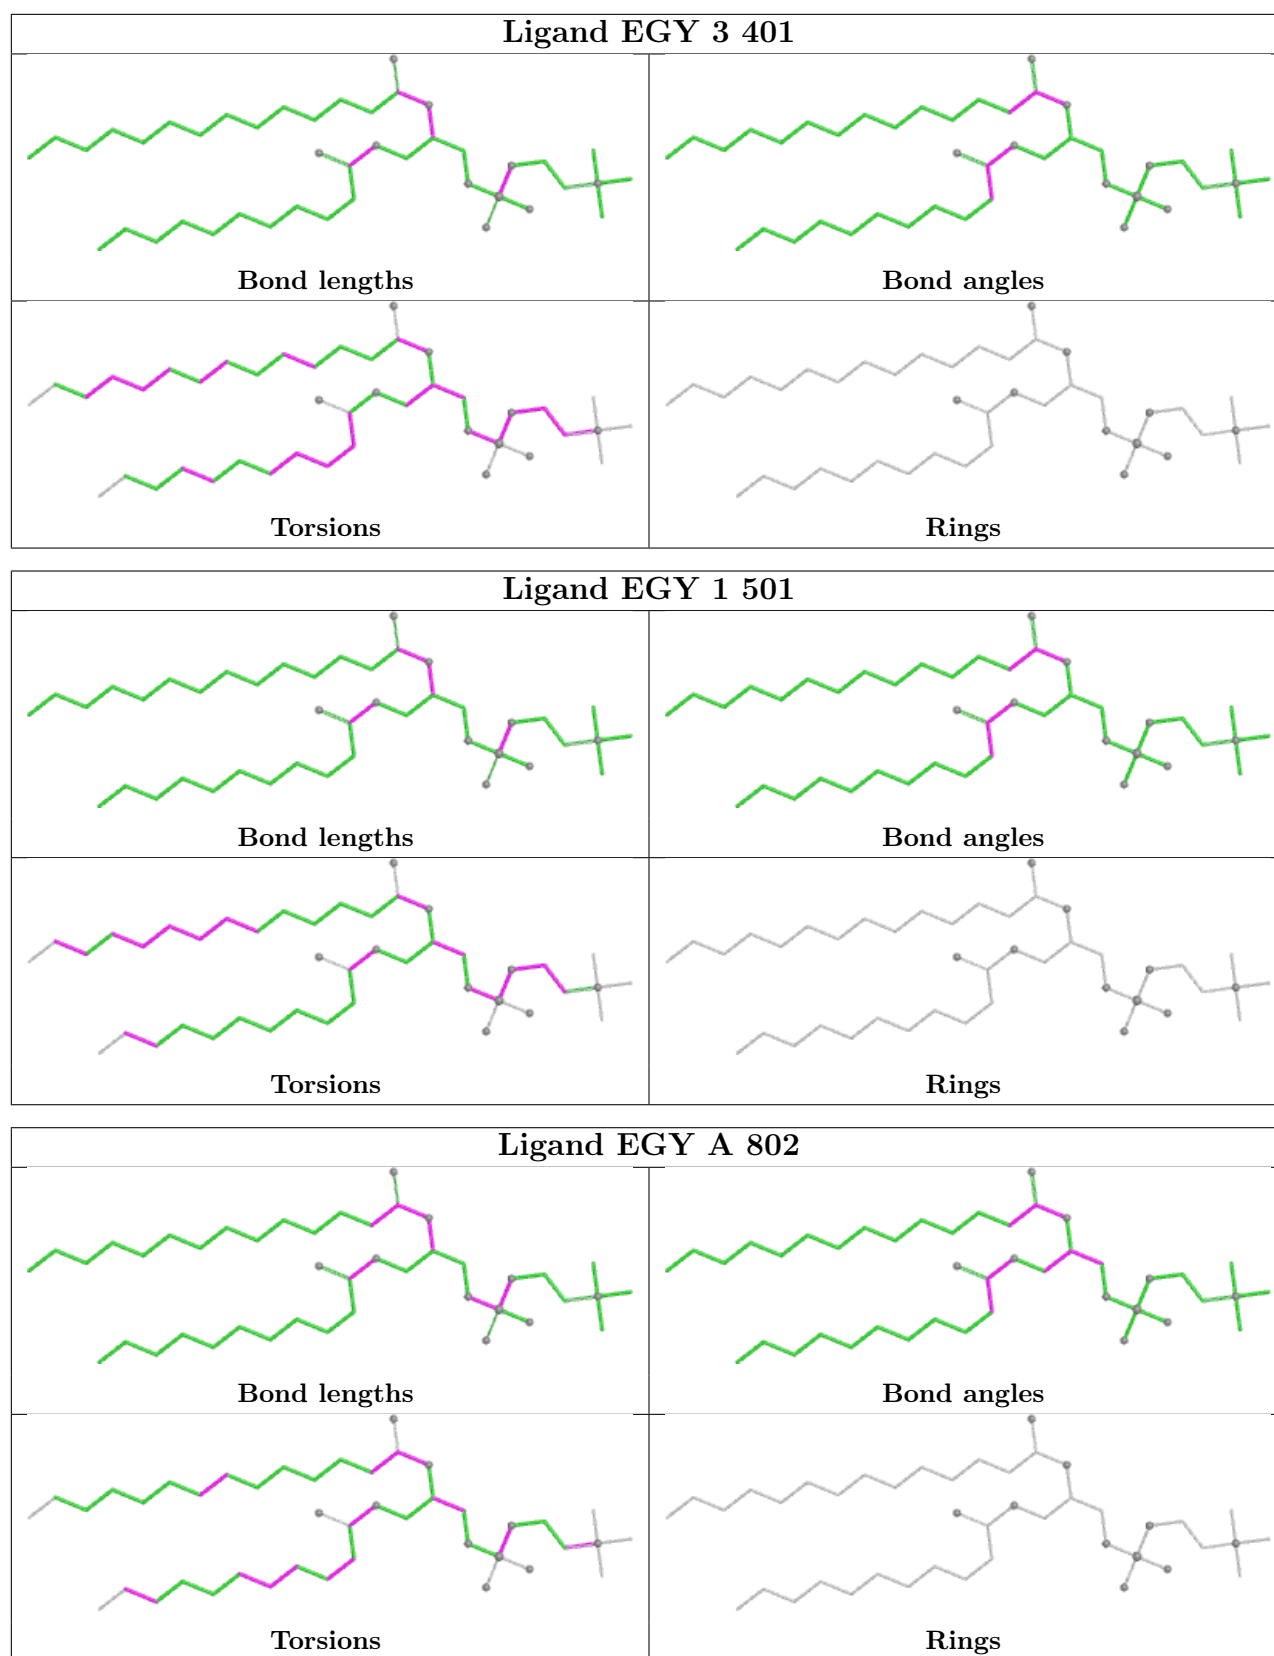 Ligand EGY 3 401
Bond lengths
Bond angles
Torsions
Rings
Ligand EGY 1 501
Bond lengths
Bond angles
Torsions
Rings
Ligand EGY A 802
Bond lengths
Bond angles
Torsions
Rings